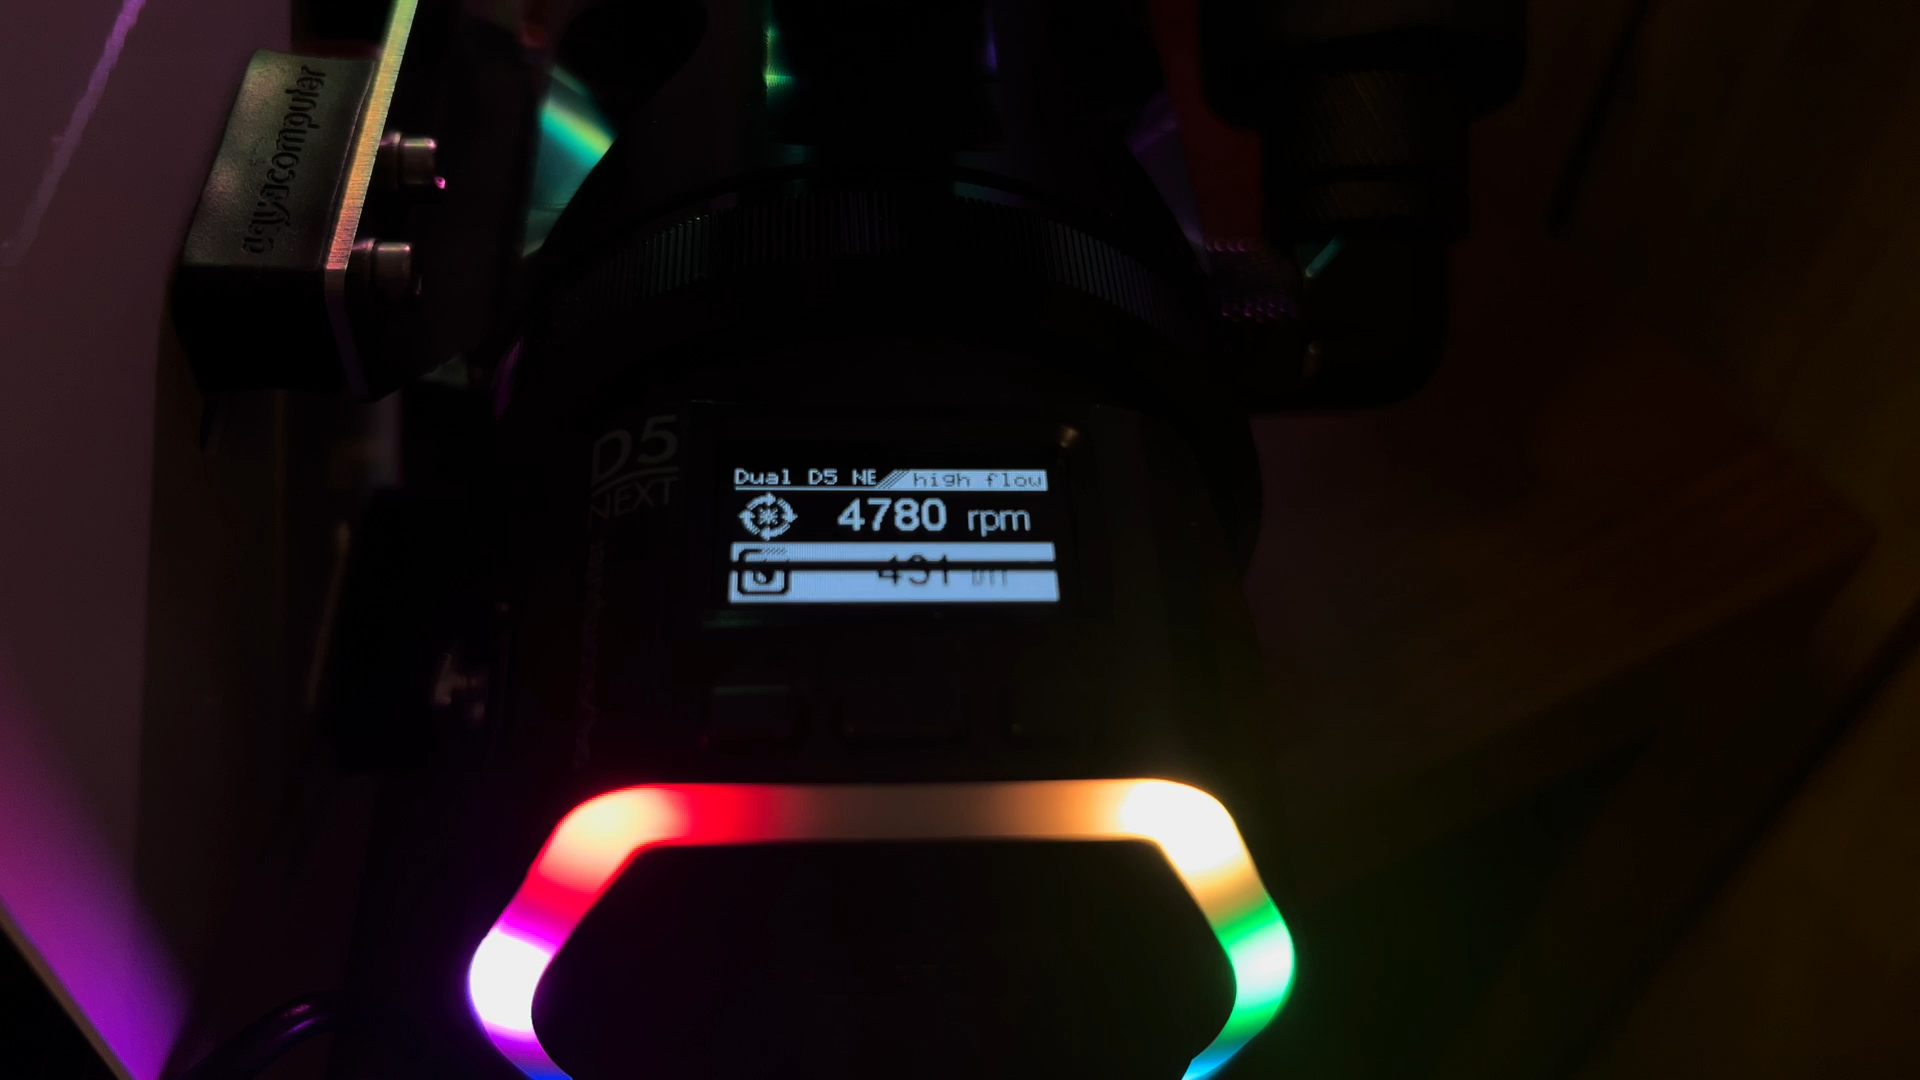 aquacomputer
D5
NEXT
Dual D5 NE high flow
4780 rpm